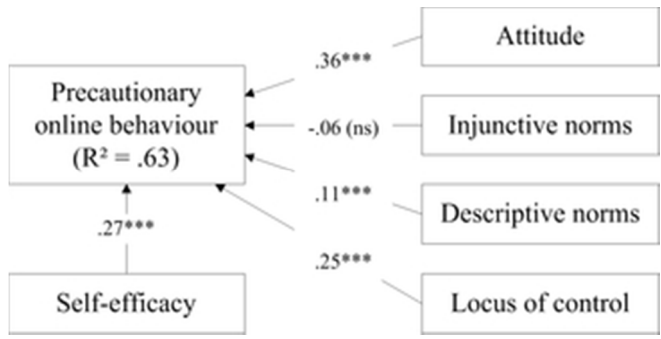 Attitude
.36***
Precautionary
online behaviour
(R² = .63)
-.06 (ns)
Injunctive norms
.11***
Descriptive norms
.27***
.25***
Self-efficacy
Locus of control